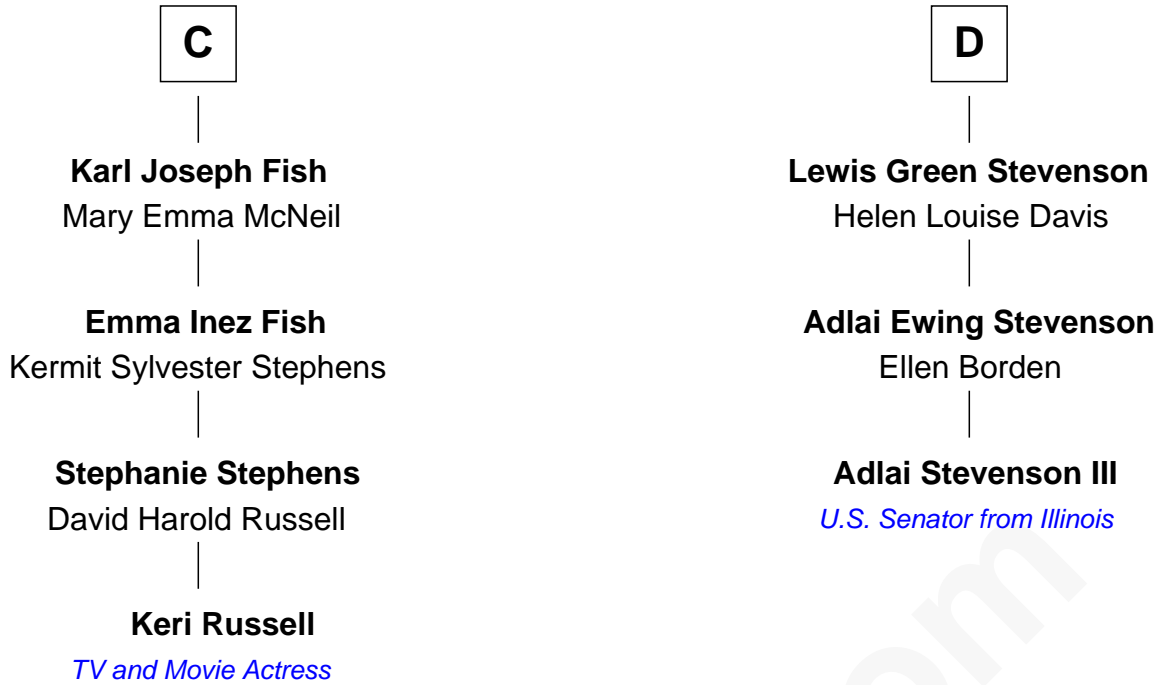 C
Karl Joseph Fish
Mary Emma McNeil
Emma Inez Fish
Kermit Sylvester Stephens
Stephanie Stephens
David Harold Russell
Keri Russell
TV and Movie Actress
D
Lewis Green Stevenson
Helen Louise Davis
Adlai Ewing Stevenson
Ellen Borden
Adlai Stevenson III
U.S. Senator from Illinois
om